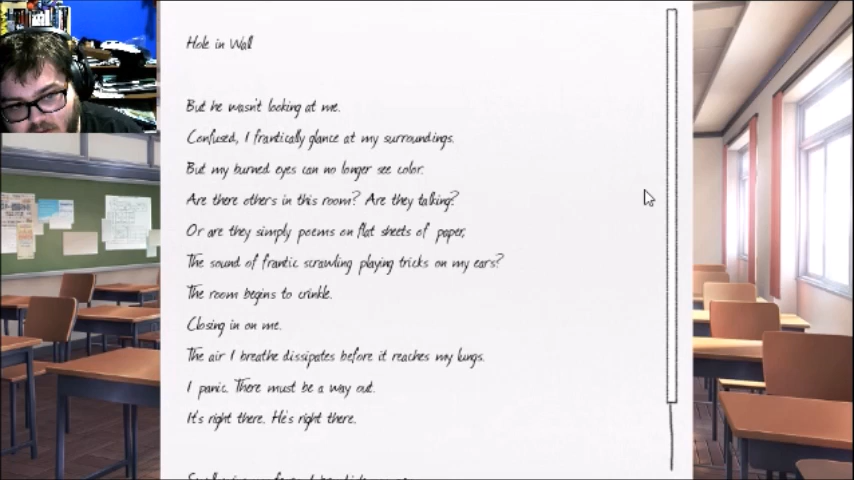 Hole in Wall
But he wasn't looking at me.
Confused, I frantically glance at my surroundings.
But my burned eyes can no longer see color.
Are there others in this room? Are they talking?
Or are they simply poems on flat sheets of paper,
The sound of frantic scrawling playing tricks on my ears?
The room begins to crinkle.
Closing in on me.
The air I breathe dissipates before it reaches my lungs.
I panic. There must be a way out.
It's right there. He's right there.